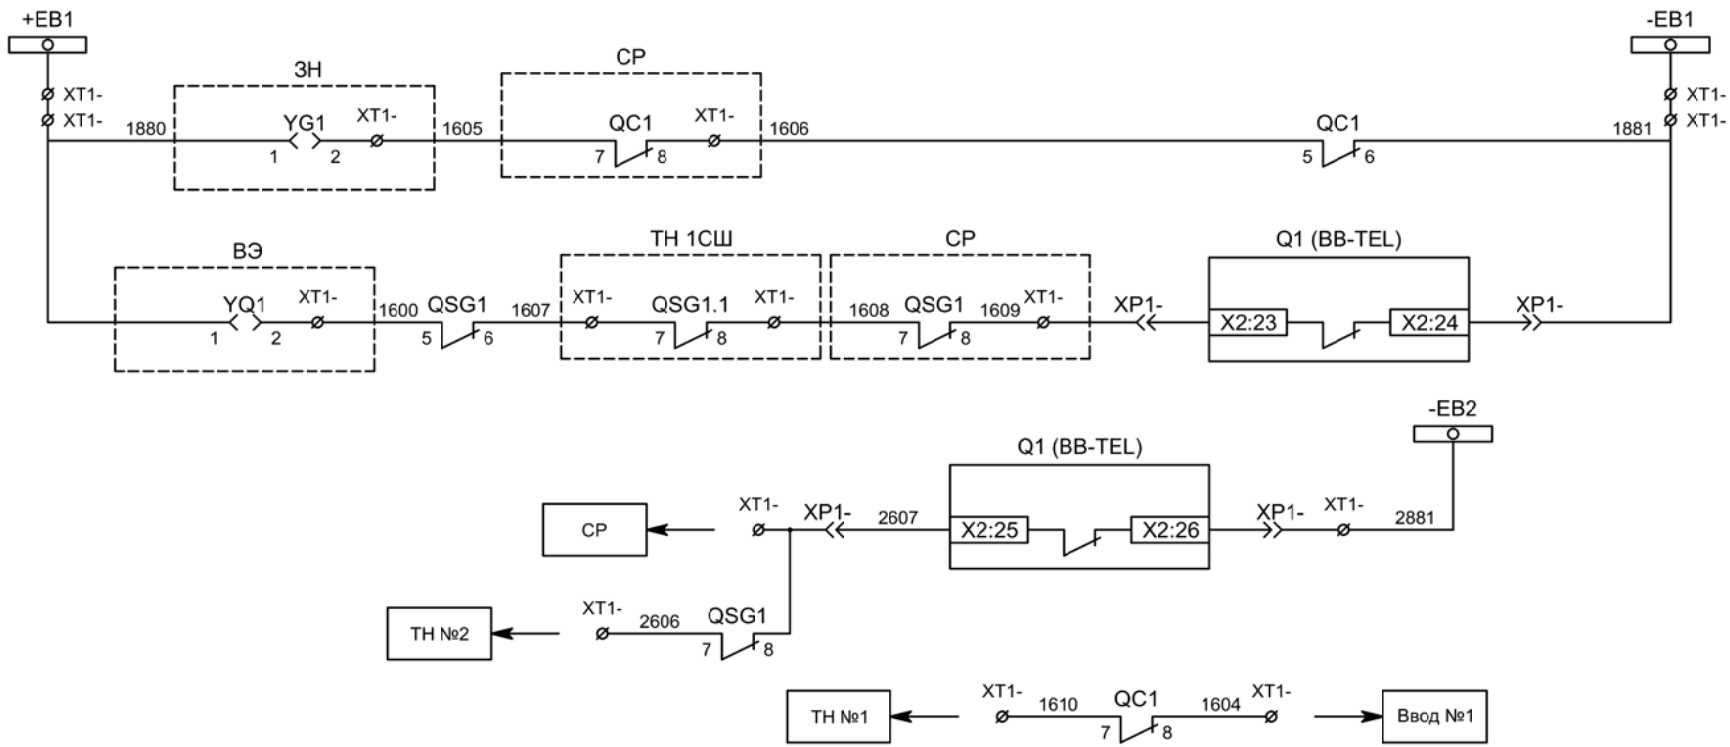 +EB1
-EB1
ЗН
СР
XT1-
XT1-
XT1-
XT1-
1880
YG1
XT1-
1605
QC1
XT1-
1606
QC1
1881
1
2
7
8
5
6
ВЭ
ТН 1СШ
СР
Q1 (BB-TEL)
YQ1
XT1-
1600
QSG1
1607
XT1-
QSG1.1
XT1-
1608
QSG1
1609
XT1-
XP1-
X2:23
X2:24
XP1-
1
2
5
6
7
8
7
8
-EB2
Q1 (BB-TEL)
СР
XT1-
XP1-
2607
X2:25
X2:26
XP1-
XT1-
2881
ТН №2
XT1-
2606
QSG1
7
8
ТН №1
XT1-
1610
QC1
1604
XT1-
Ввод №1
7
8